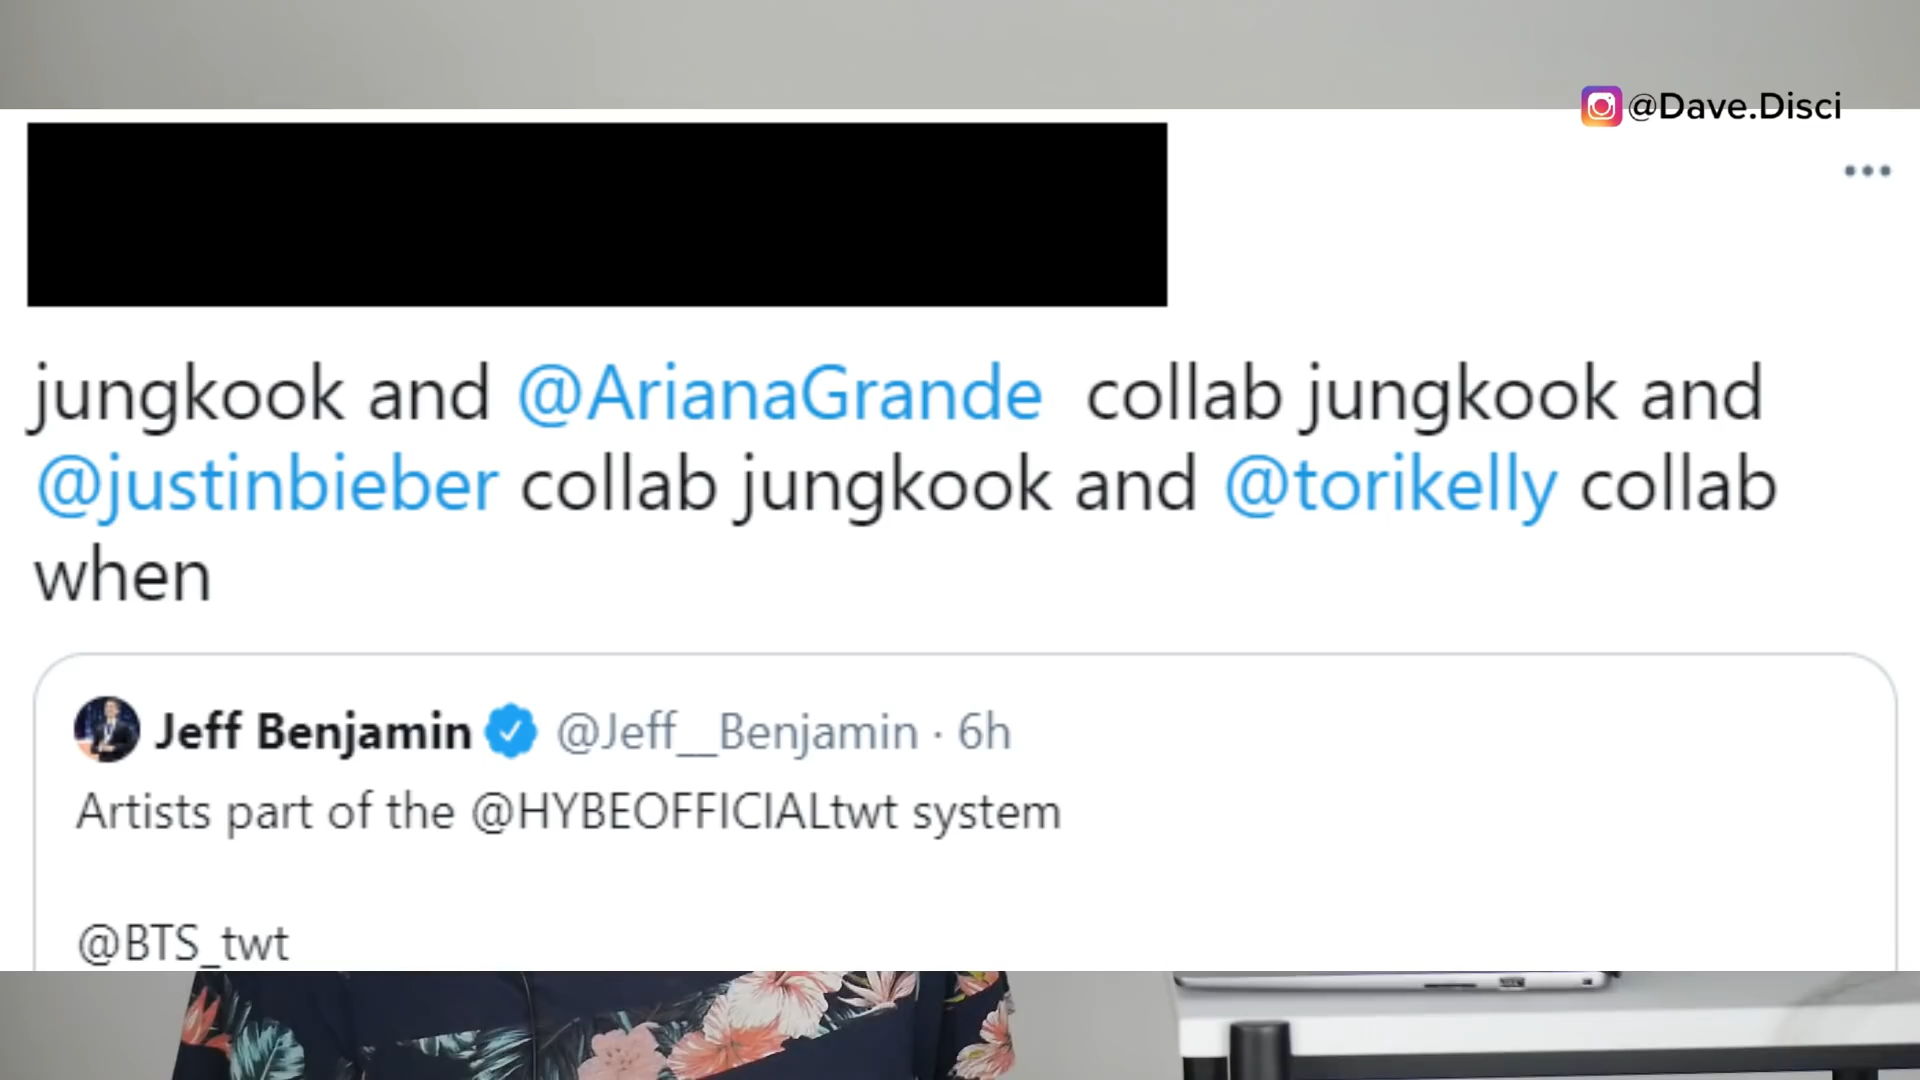 @Dave.Disci
jungkook and @ArianaGrande collab jungkook and
@justinbieber collab jungkook and @torikelly collab
when
Jeff Benjamin @Jeff__Benjamin · 6h
Artists part of the @HYBEOFFICIALtwt system
@BTS_twt